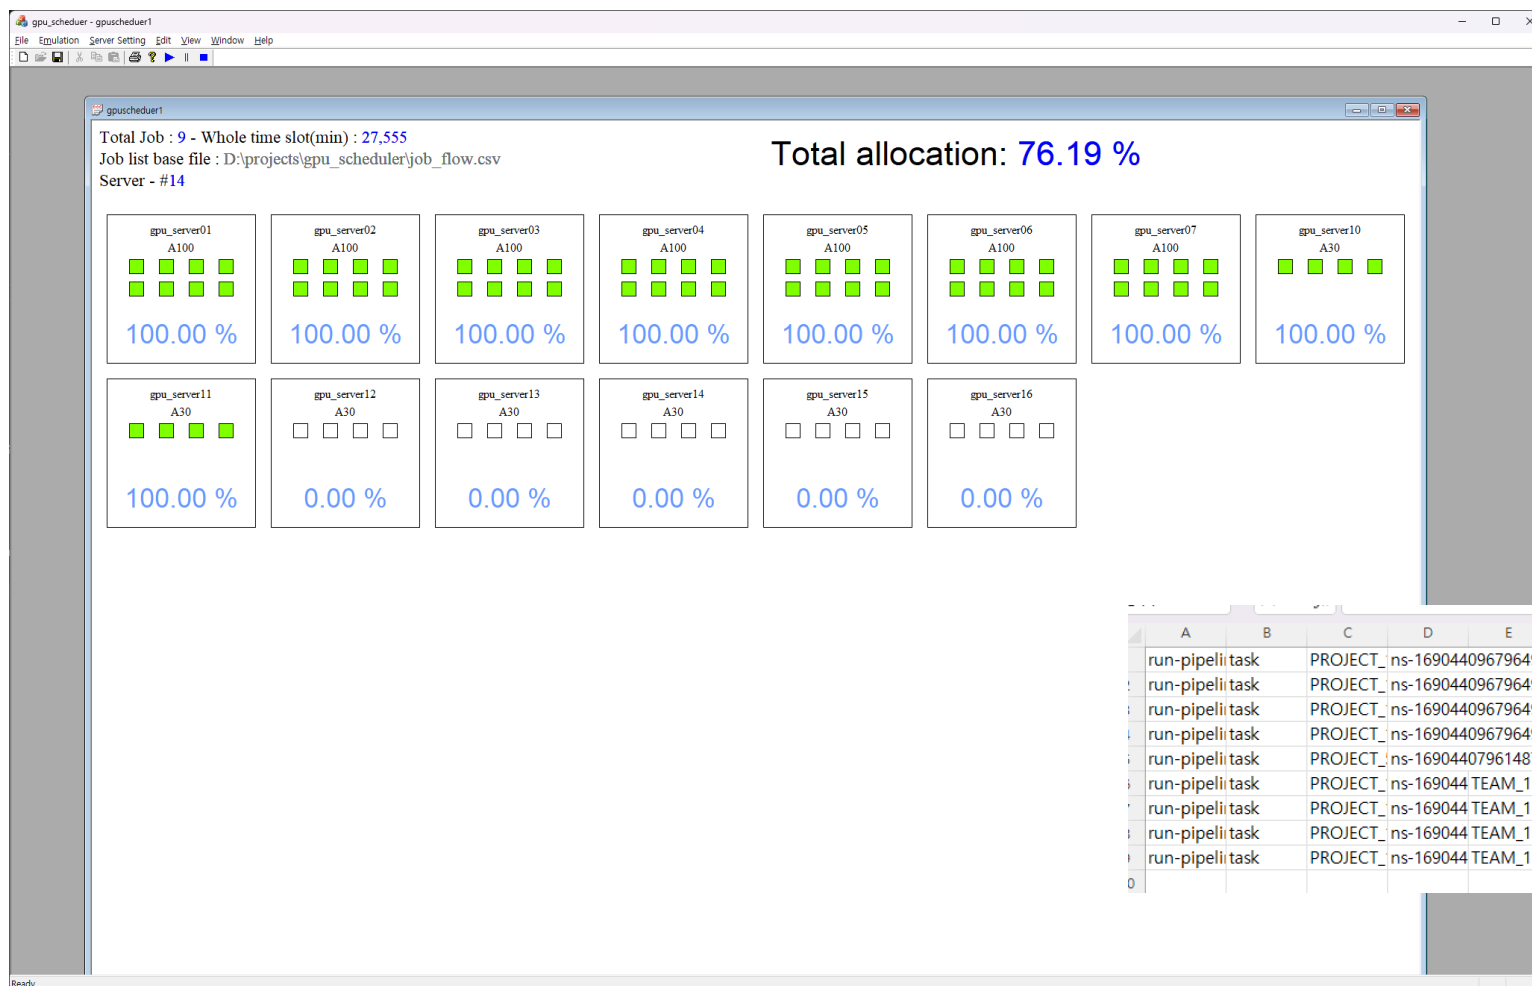 gpu_scheduer - gpuscheduer1
File Emulation Server Setting Edit View Window Help
gpuscheduer1
Total Job : 9 - Whole time slot(min) : 27,555
Job list base file : D:\projects\gpu_scheduler\job_flow.csv
Server - #14
Total allocation: 76.19 %
gpu_server01 gpu_server02 gpu_server03 gpu_server04 gpu_server05 gpu_server06 gpu_server07 gpu_server10
A100 A100 A100 A100 A100 A100 A100 A30
100.00 % 100.00 % 100.00 % 100.00 % 100.00 % 100.00 % 100.00 % 100.00 %
gpu_server11 gpu_server12 gpu_server13 gpu_server14 gpu_server15 gpu_server16
A30 A30 A30 A30 A30 A30
100.00 % 0.00 % 0.00 % 0.00 % 0.00 % 0.00 %
A B C D E
run-pipeli task PROJECT_ ns-1690440967964
run-pipeli task PROJECT_ ns-1690440967964
run-pipeli task PROJECT_ ns-1690440967964
run-pipeli task PROJECT_ ns-1690440967964
run-pipeli task PROJECT_ ns-169044079614
run-pipeli task PROJECT_ ns-169044 TEAM_1
run-pipeli task PROJECT_ ns-169044 TEAM_1
run-pipeli task PROJECT_ ns-169044 TEAM_1
run-pipeli task PROJECT_ ns-169044 TEAM_1
Ready